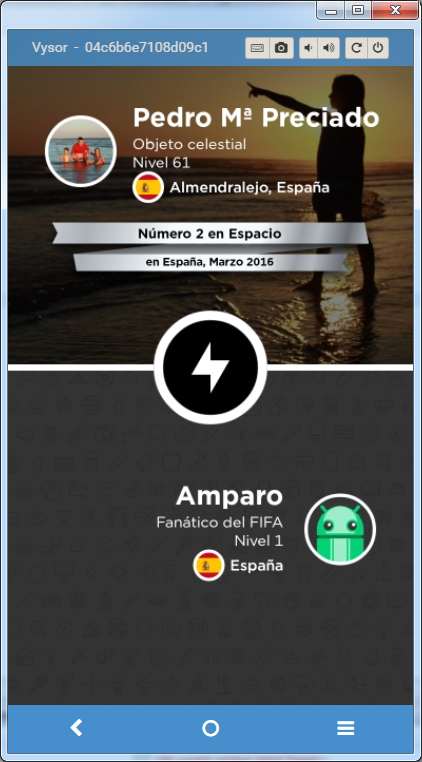 Vysor - 04c6b6e7108d09c1
Pedro Mª Preciado
Objeto celestial
Nivel 61
Almendralejo, España
Número 2 en Espacio
en España, Marzo 2016
Amparo
Fanático del FIFA
Nivel 1
España